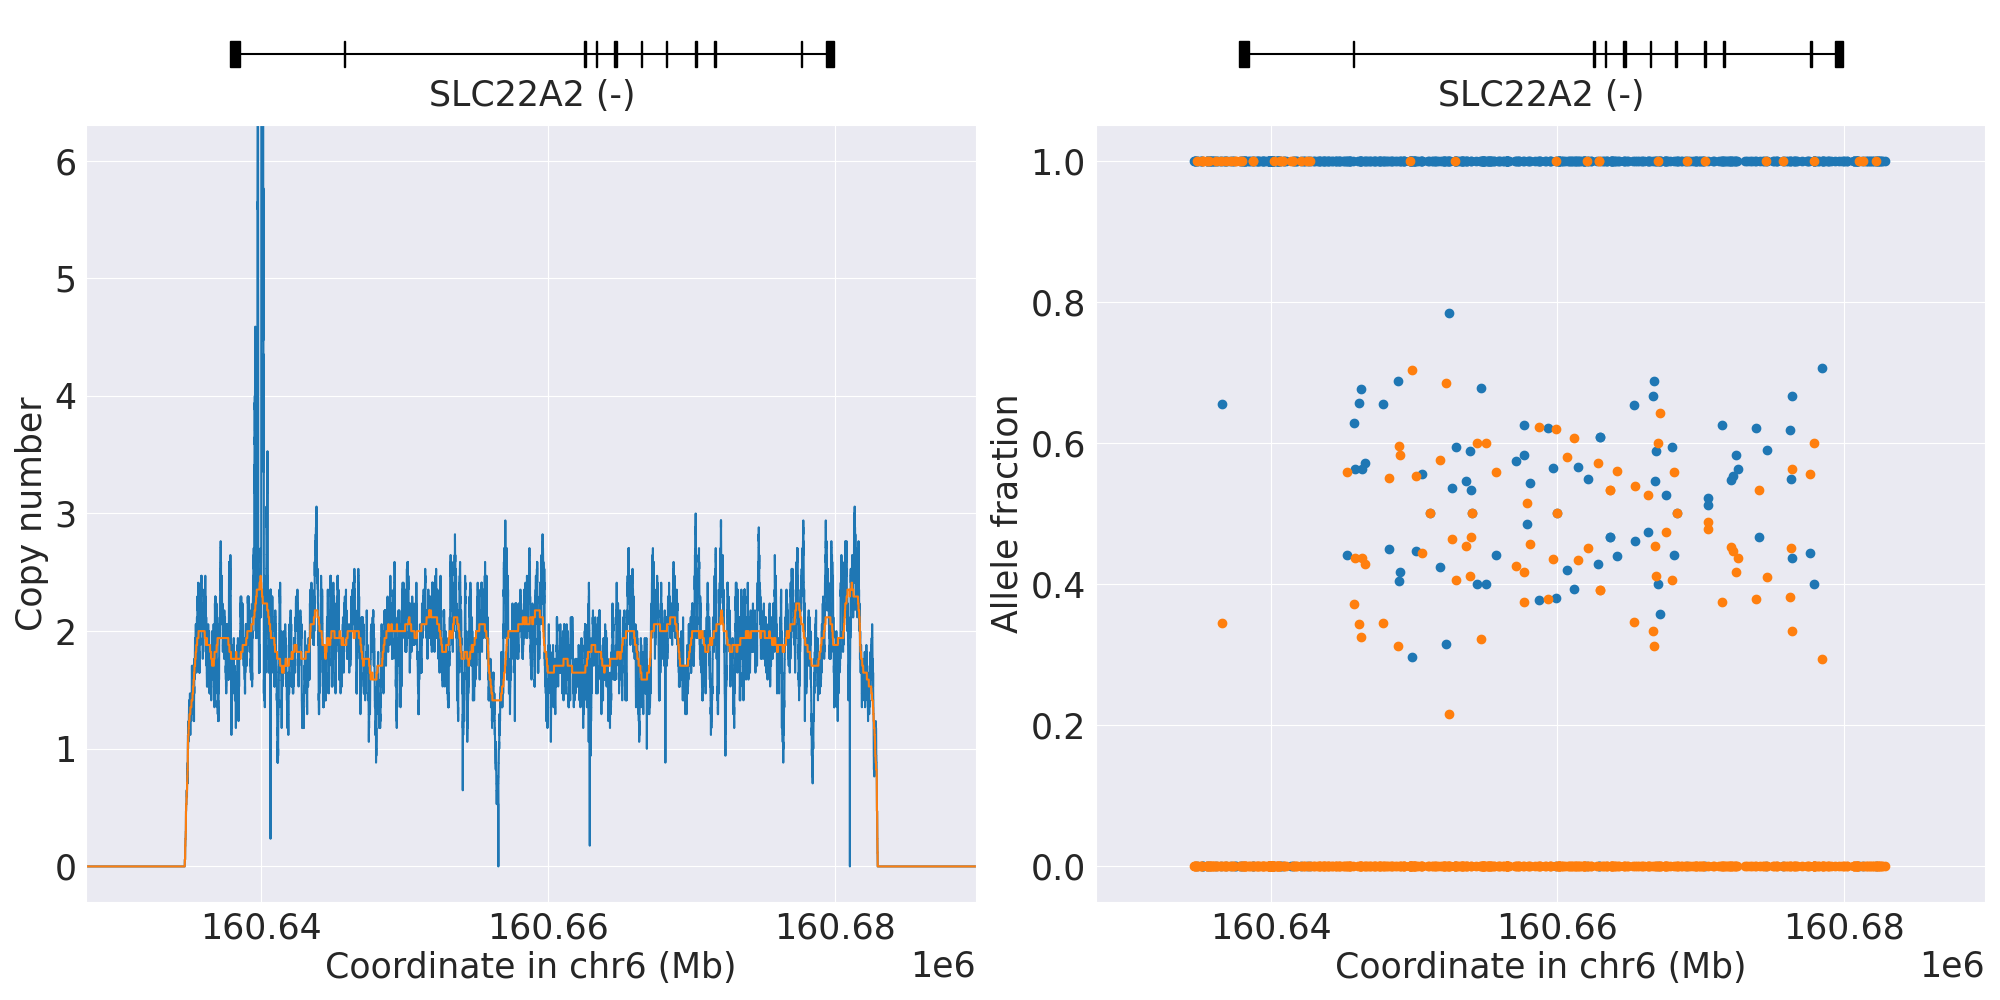 SLC22A2 (-)
6
5
4
3
2
1
0
Copy number
160.64 160.66 160.68
Coordinate in chr6 (Mb) 1e6
SLC22A2 (-)
1.0
0.8
0.6
0.4
0.2
0.0
Allele fraction
160.64 160.66 160.68
Coordinate in chr6 (Mb) 1e6